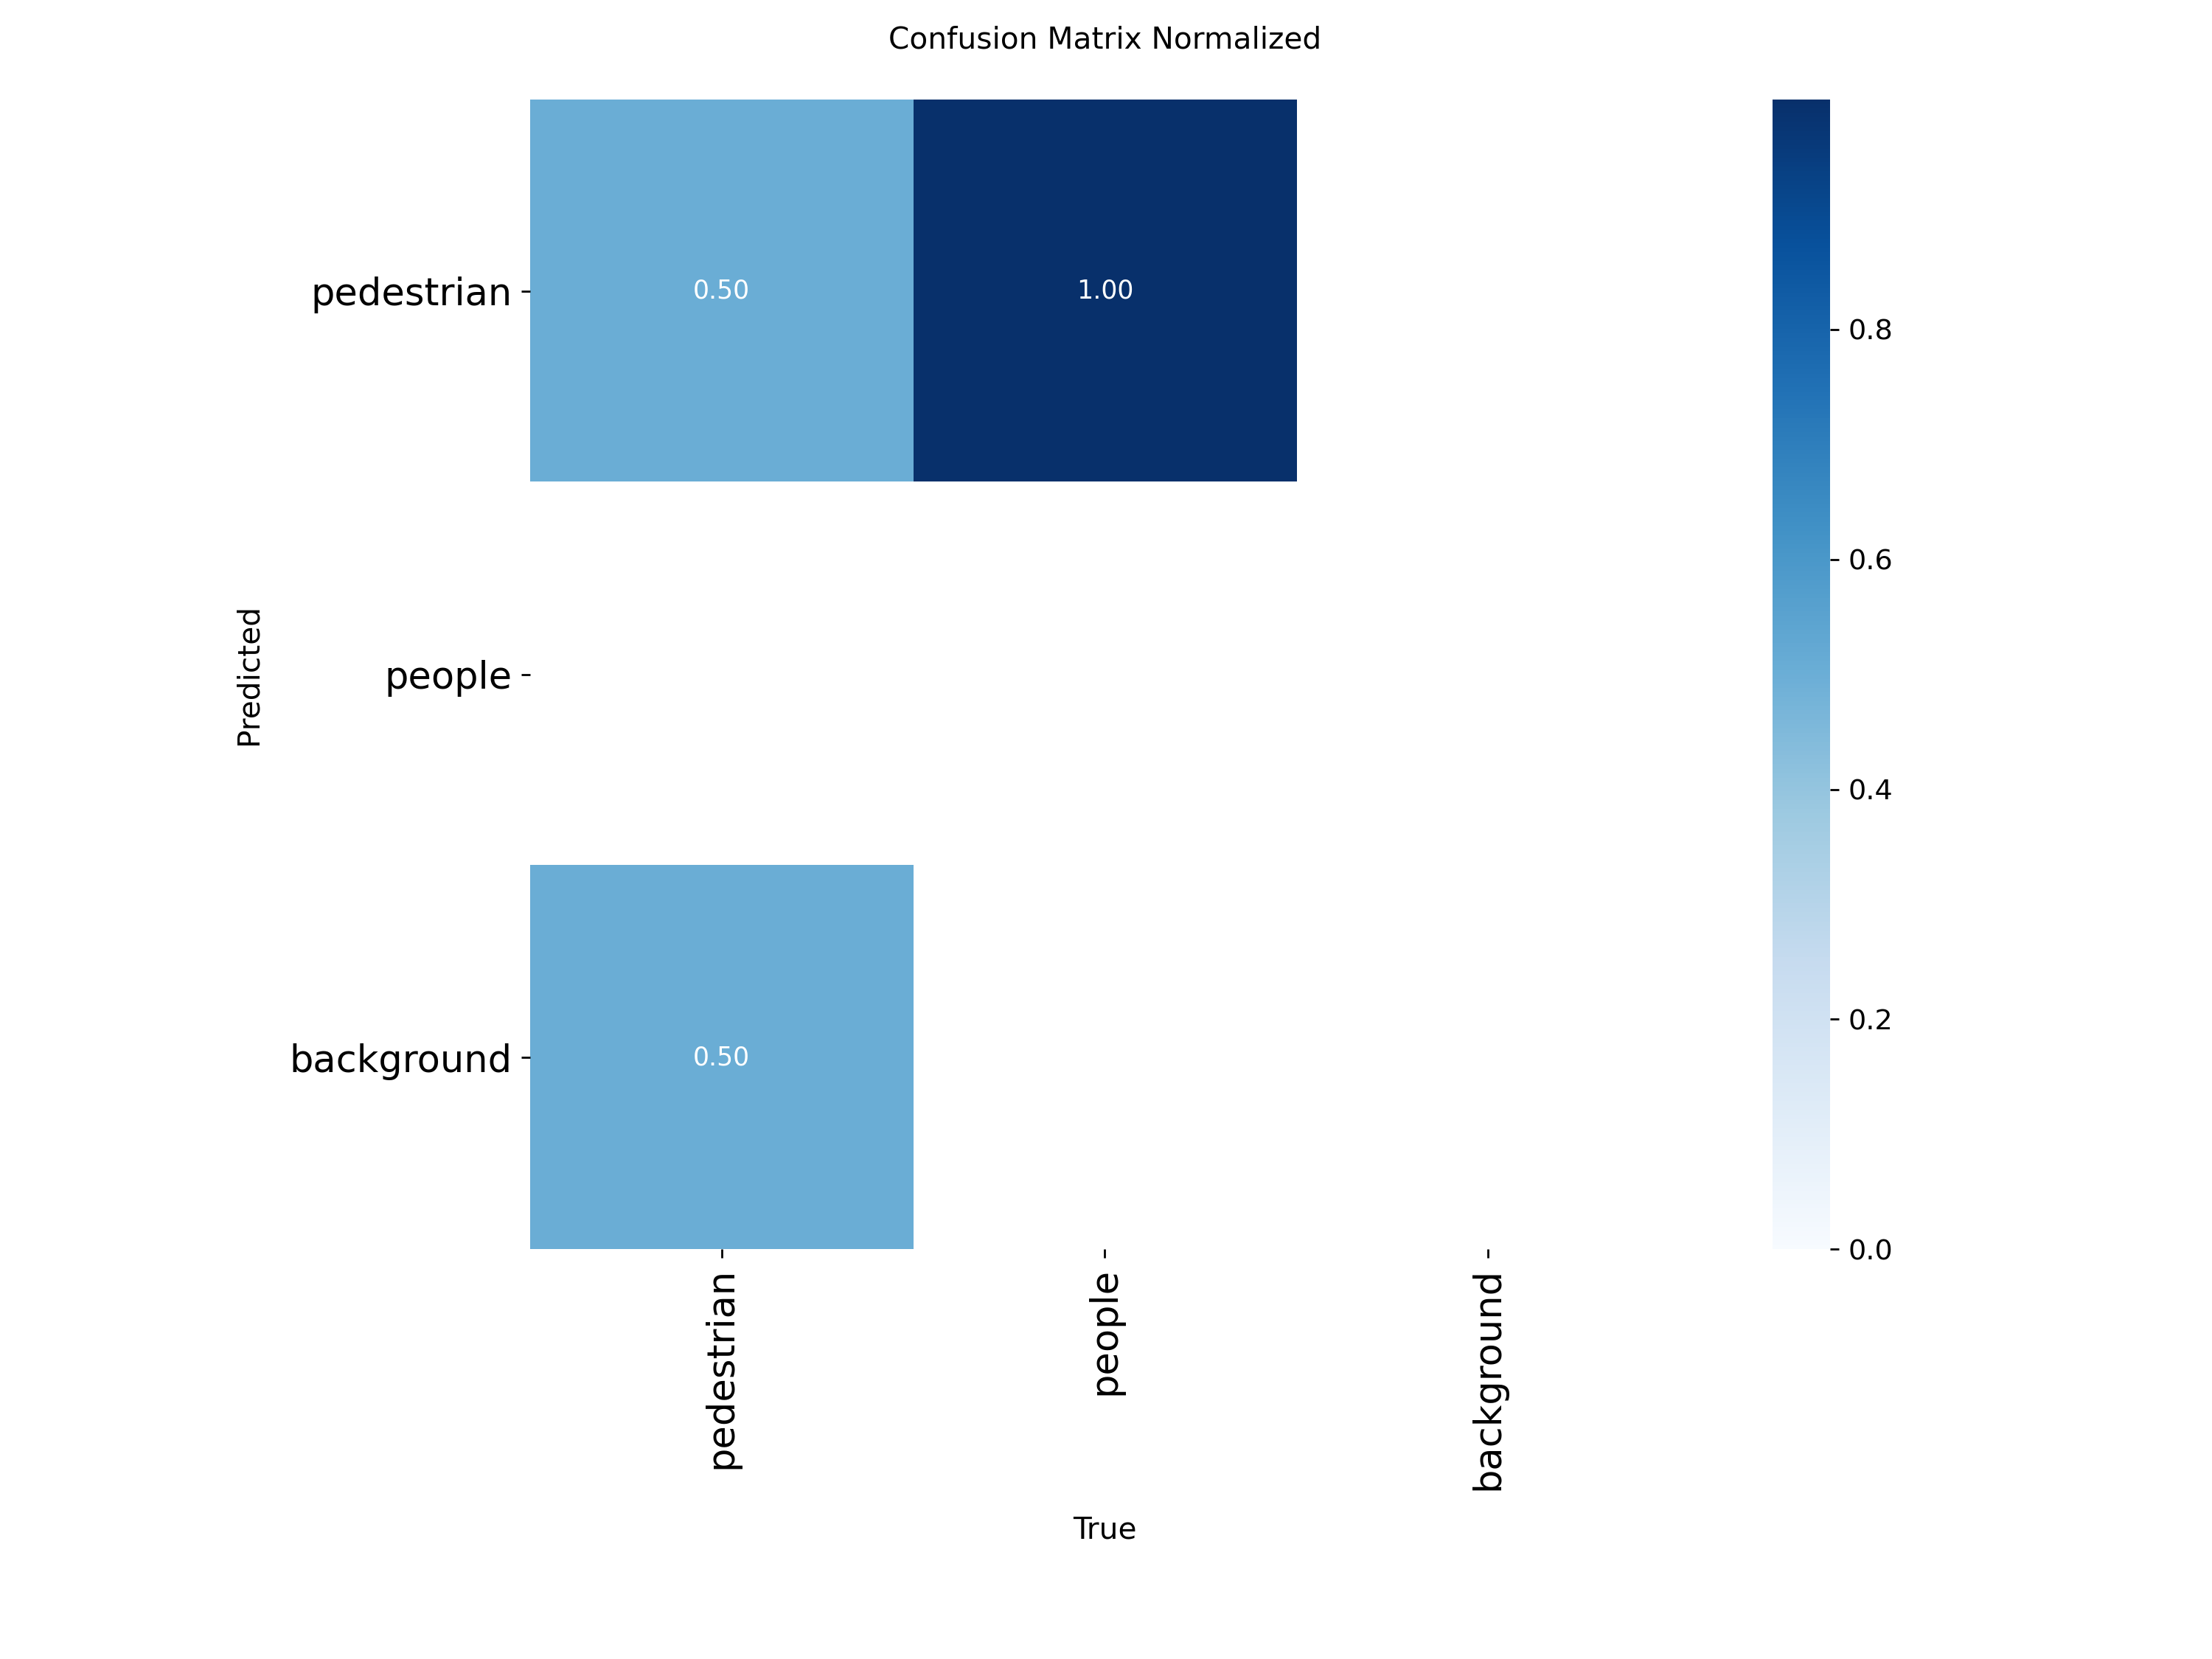 Confusion Matrix Normalized
pedestrian
0.50
1.00
people
background
0.50
Predicted
pedestrian
people
background
True
0.8
0.6
0.4
0.2
0.0